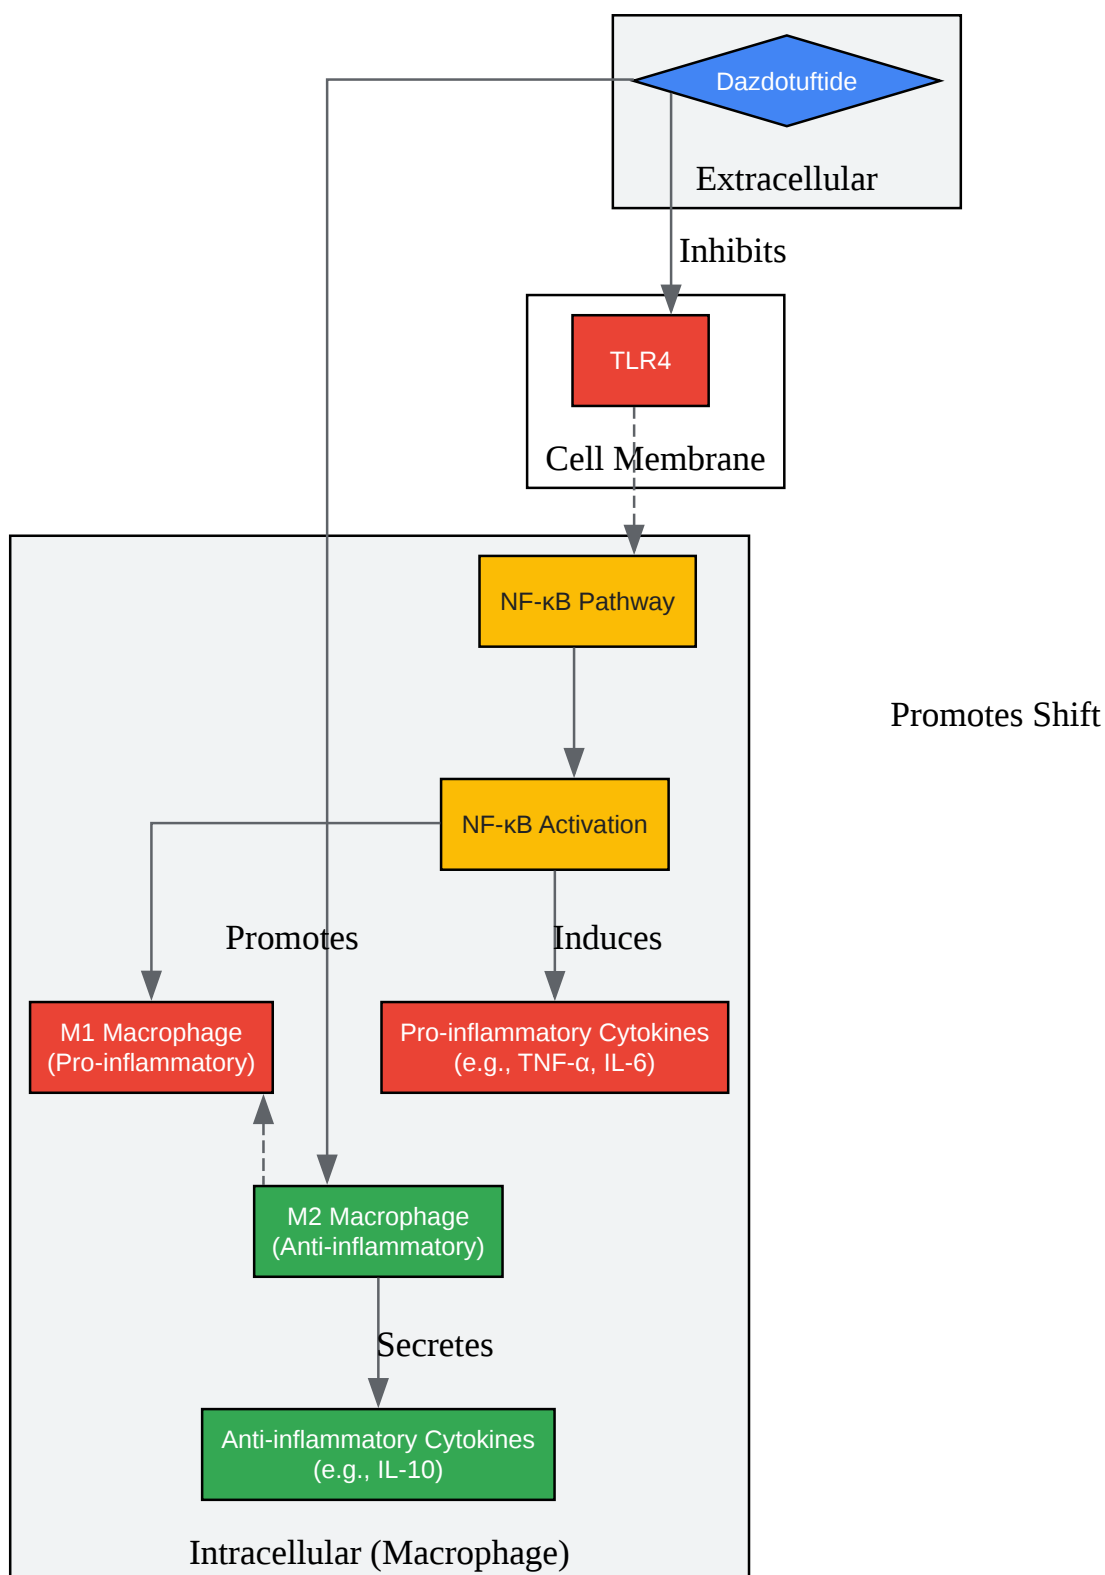 Dazdotuftide
Extracellular
Inhibits
TLR4
Cell Membrane
NF-κB Pathway
Promotes Shift
NF-κB Activation
Promotes
Induces
M1 Macrophage
(Pro-inflammatory)
Pro-inflammatory Cytokines
(e.g., TNF-α, IL-6)
M2 Macrophage
(Anti-inflammatory)
Secretes
Anti-inflammatory Cytokines
(e.g., IL-10)
Intracellular (Macrophage)